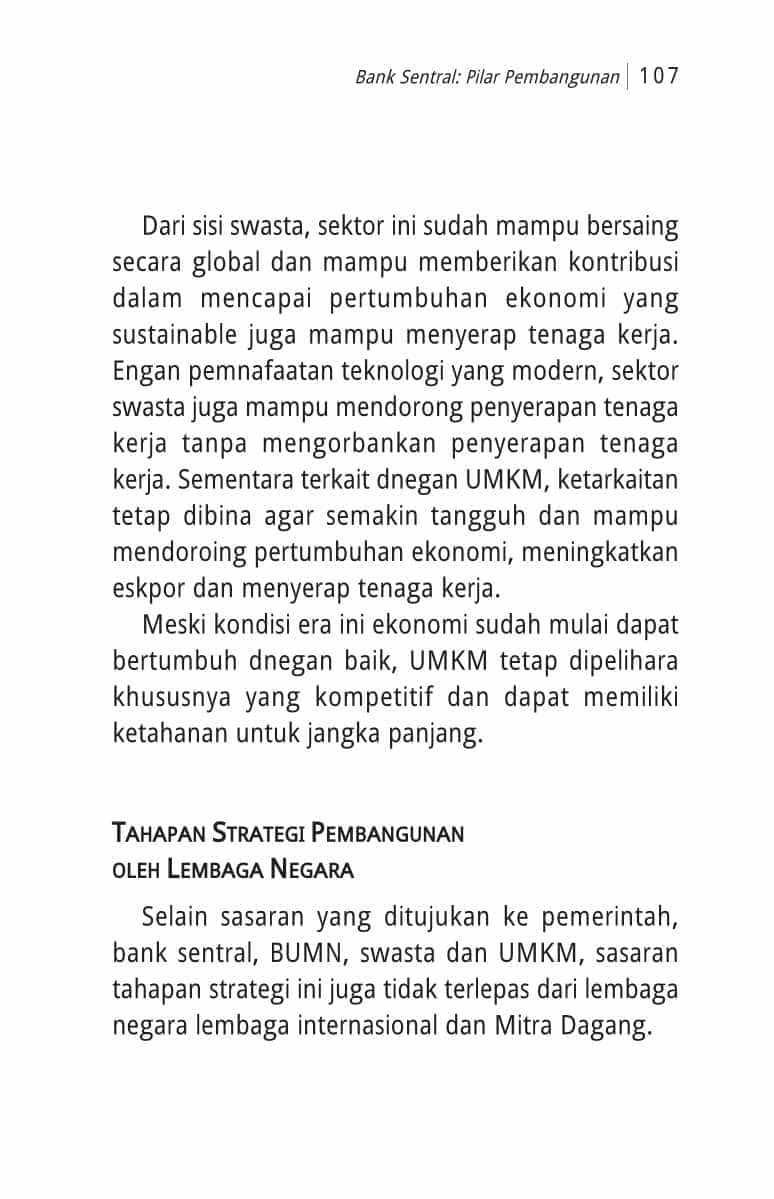 Bank Sentral: Pilar Pembangunan | 107
Dari sisi swasta, sektor ini sudah mampu bersaing
secara global dan mampu memberikan kontribusi
dalam mencapai pertumbuhan ekonomi yang
sustainable juga mampu menyerap tenaga kerja.
Engan pemnafaatan teknologi yang modern, sektor
swasta juga mampu mendorong penyerapan tenaga
kerja tanpa mengorbankan penyerapan tenaga
kerja. Sementara terkait dnegan UMKM, ketarkaitan
tetap dibina agar semakin tangguh dan mampu
mendoroing pertumbuhan ekonomi, meningkatkan
eskpor dan menyerap tenaga kerja.
Meski kondisi era ini ekonomi sudah mulai dapat
bertumbuh dnegan baik, UMKM tetap dipelihara
khususnya yang kompetitif dan dapat memiliki
ketahanan untuk jangka panjang.
TAHAPAN STRATEGI PEMBANGUNAN
OLEH LEMBAGA NEGARA
Selain sasaran yang ditujukan ke pemerintah,
bank sentral, BUMN, swasta dan UMKM, sasaran
tahapan strategi ini juga tidak terlepas dari lembaga
negara lembaga internasional dan Mitra Dagang.